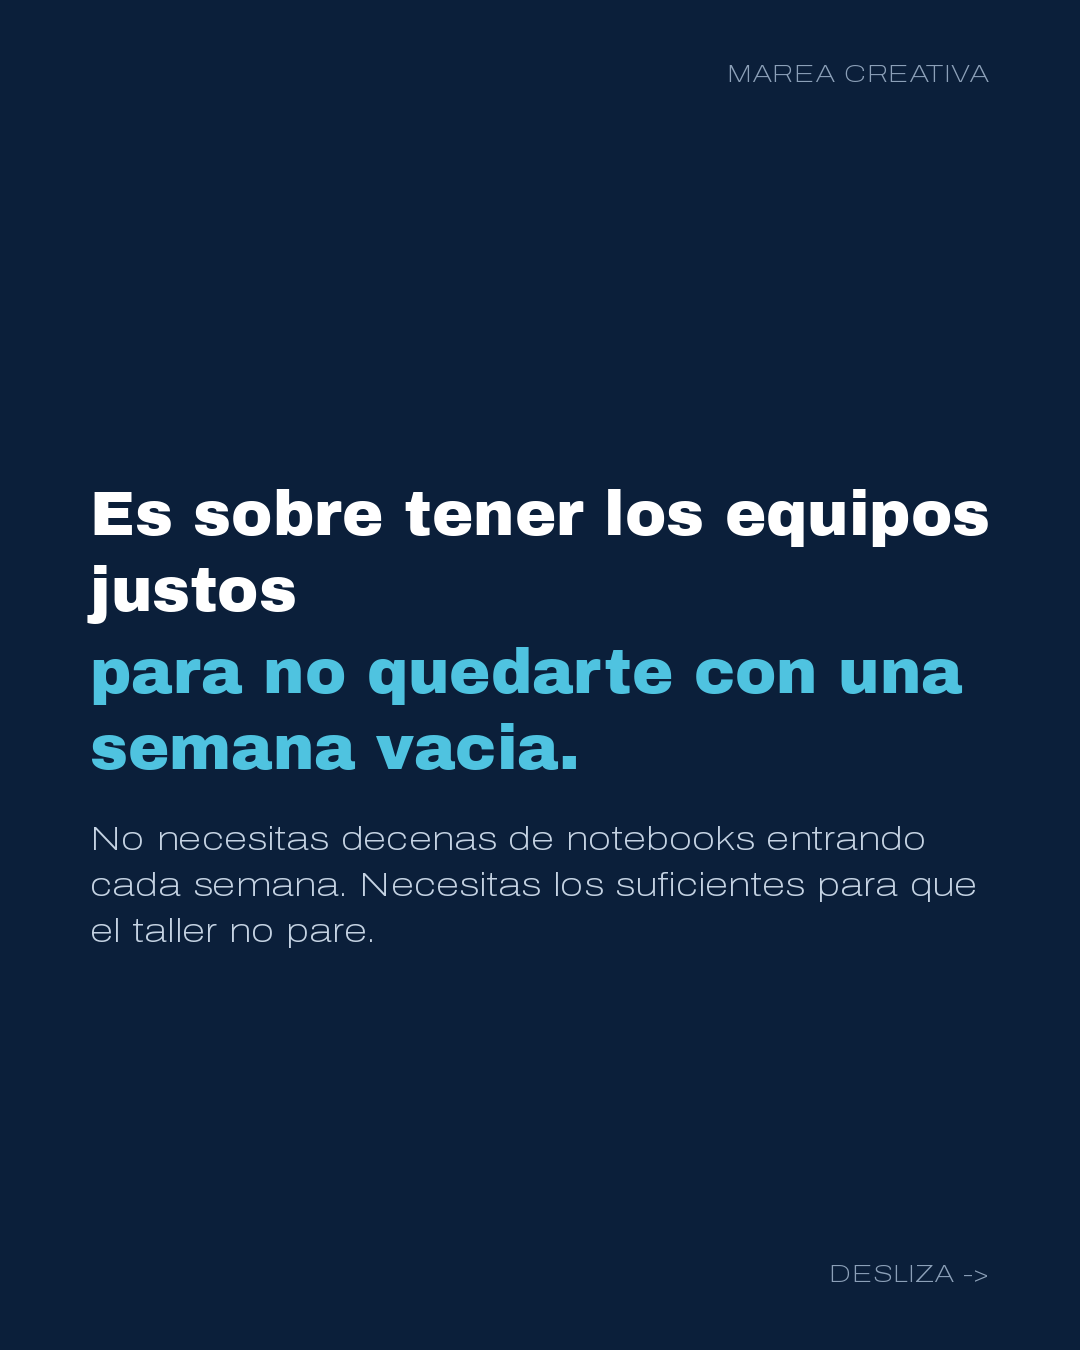 MAREA CREATIVA
Es sobre tener los equipos
justos
para no quedarte con una
semana vacia.
No necesitas decenas de notebooks entrando
cada semana. Necesitas los suficientes para que
el taller no pare.
DESLIZA ->